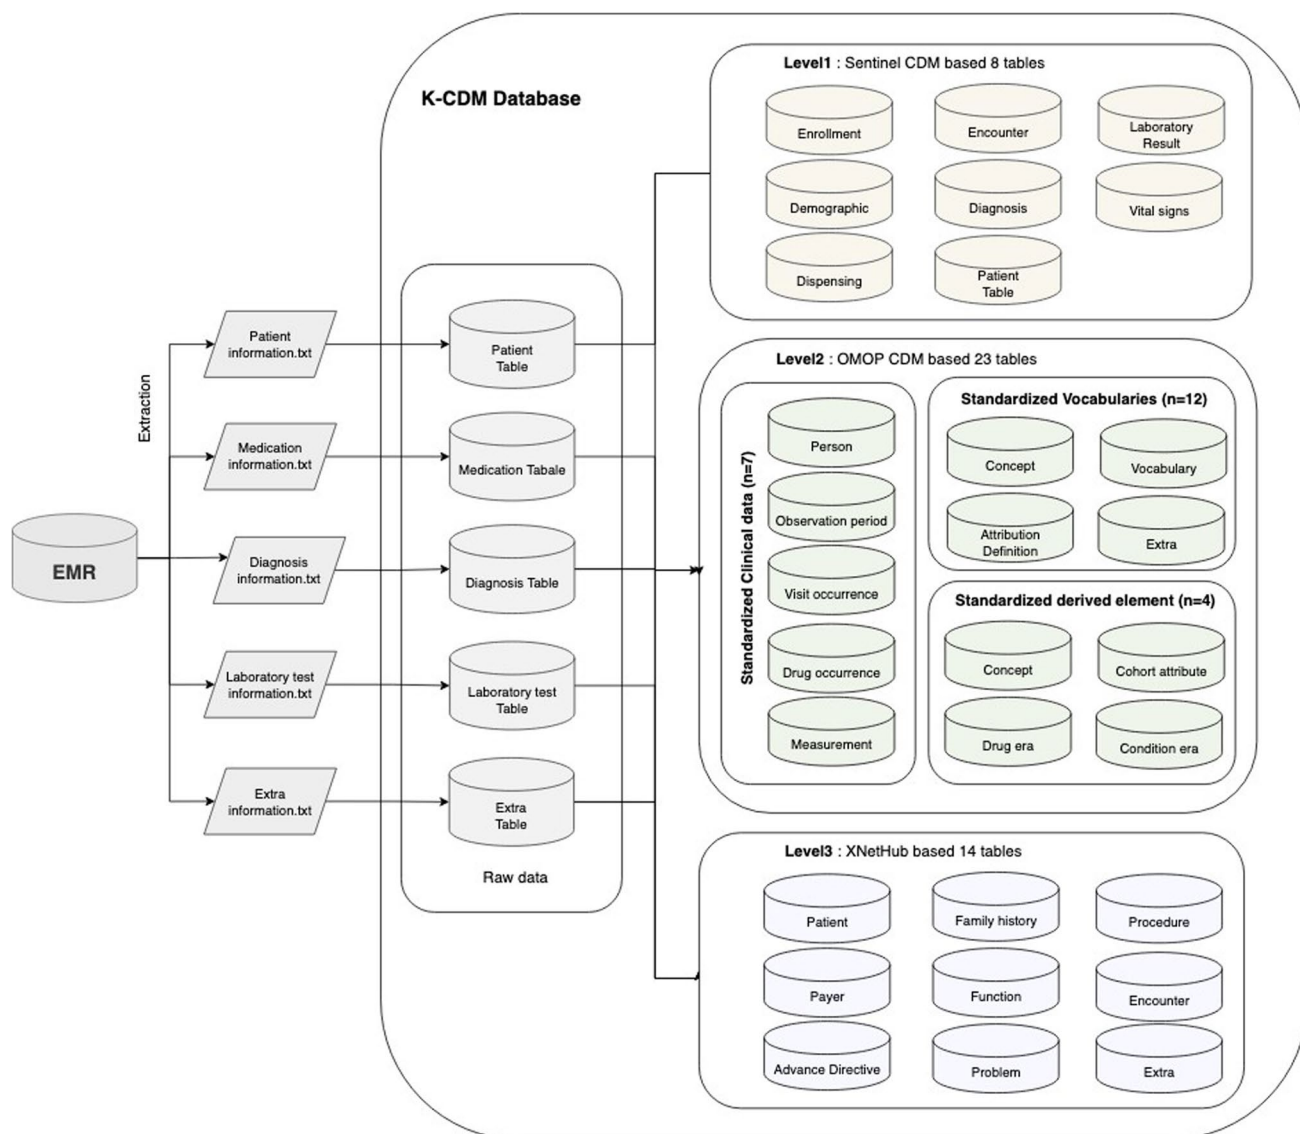 K-CDM Database
EMR
Extraction
Patient
information.txt
Medication
information.txt
Diagnosis
information.txt
Laboratory test
information.txt
Extra
information.txt
Patient
Table
Medication Tabale
Diagnosis Table
Laboratory test
Table
Extra
Table
Raw data
Level1 : Sentinel CDM based 8 tables
Enrollment
Encounter
Laboratory
Result
Demographic
Diagnosis
Vital signs
Dispensing
Patient
Table
Level2 : OMOP CDM based 23 tables
Standardized Clinical data (n=7)
Person
Observation period
Visit occurrence
Drug occurrence
Measurement
Standardized Vocabularies (n=12)
Concept
Vocabulary
Attribution
Definition
Extra
Standardized derived element (n=4)
Concept
Cohort attribute
Drug era
Condition era
Level3 : XNetHub based 14 tables
Patient
Family history
Procedure
Payer
Function
Encounter
Advance Directive
Problem
Extra